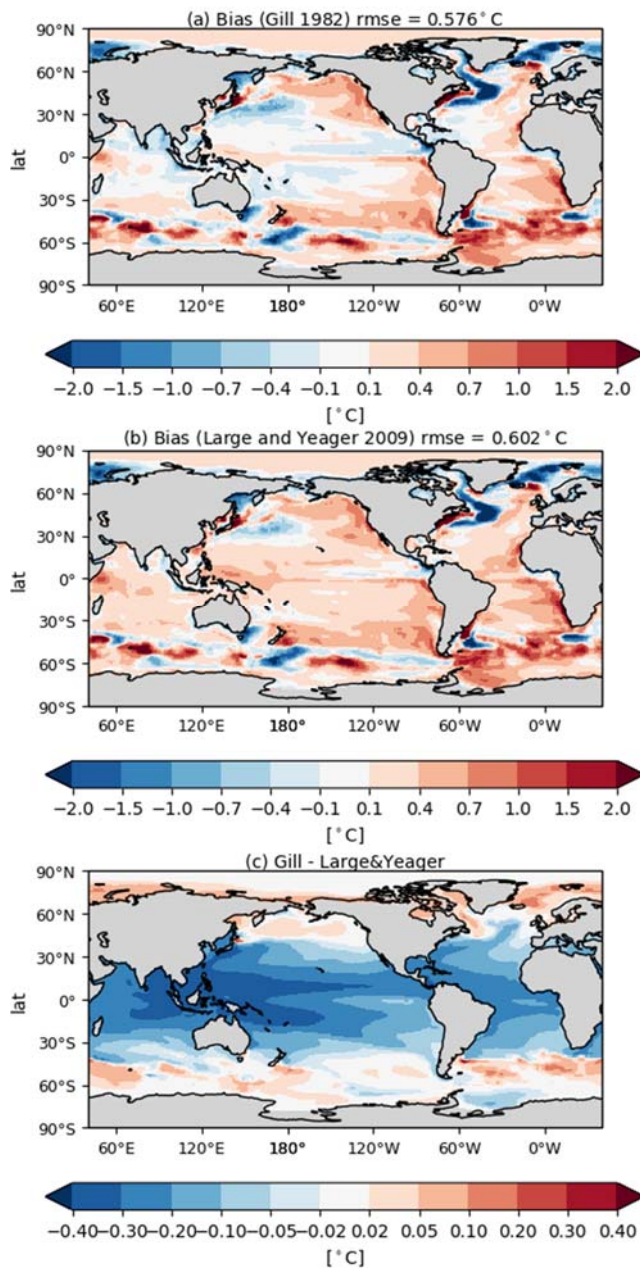 (a) Bias (Gill 1982) rmse = 0.576°C
90°N
60°N
30°N
0°
30°S
60°S
90°S
lat
60°E 120°E 180° 120°W 60°W 0°W
−2.0 −1.5 −1.0 −0.7 −0.4 −0.1 0.1 0.4 0.7 1.0 1.5 2.0
[°C]
(b) Bias (Large and Yeager 2009) rmse = 0.602°C
90°N
60°N
30°N
0°
30°S
60°S
90°S
lat
60°E 120°E 180° 120°W 60°W 0°W
−2.0 −1.5 −1.0 −0.7 −0.4 −0.1 0.1 0.4 0.7 1.0 1.5 2.0
[°C]
(c) Gill - Large&Yeager
90°N
60°N
30°N
0°
30°S
60°S
90°S
lat
60°E 120°E 180° 120°W 60°W 0°W
−0.40 −0.30 −0.20 −0.10 −0.05 −0.02 0.02 0.05 0.10 0.20 0.30 0.40
[°C]